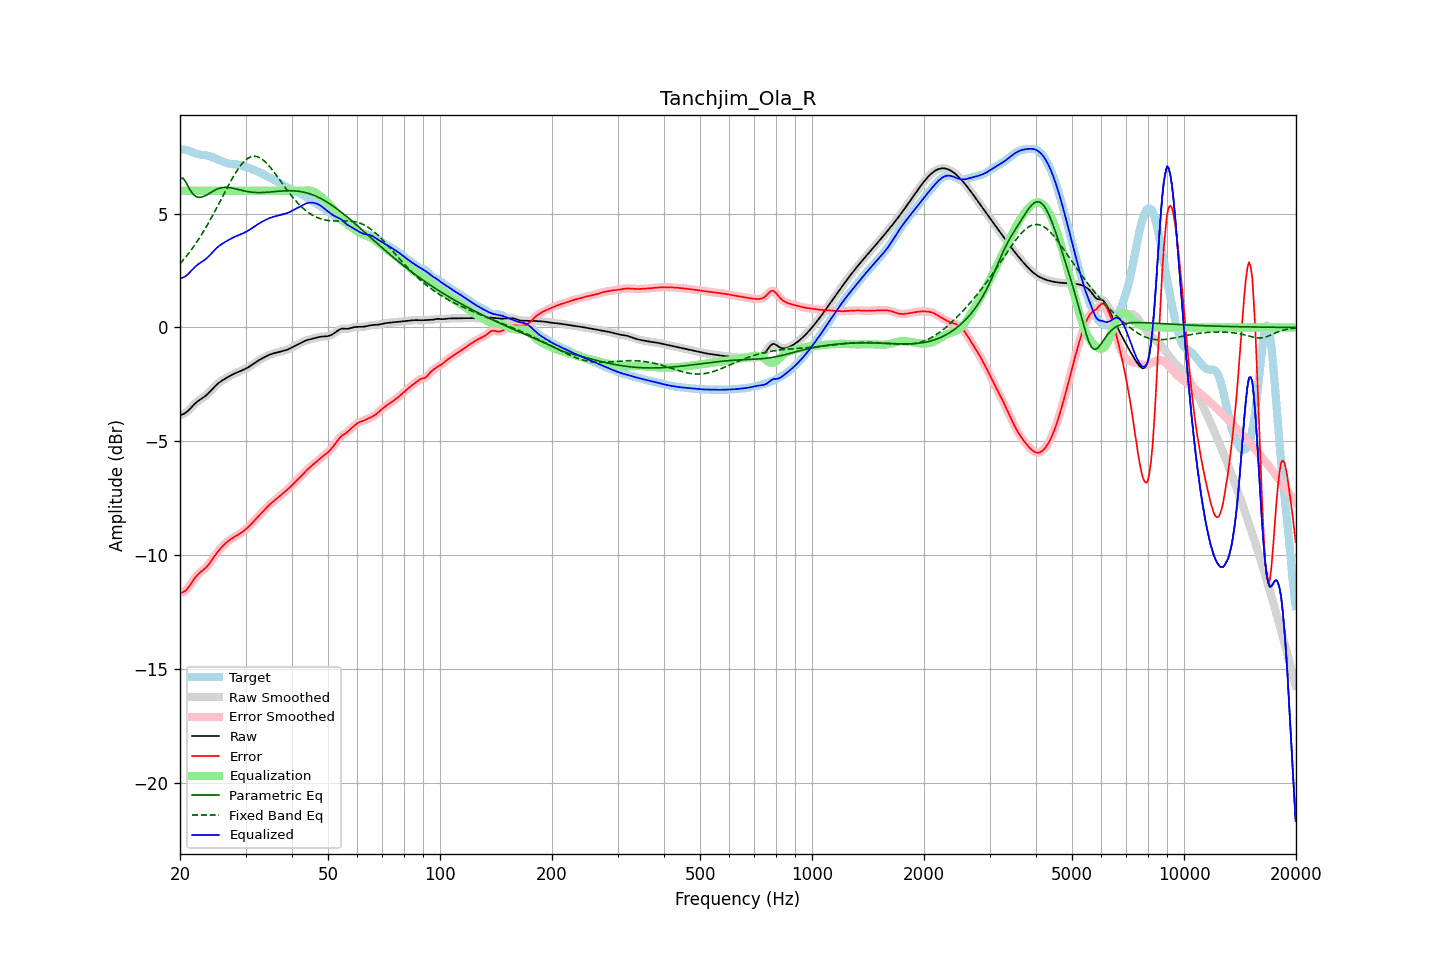 Tanchjim_Ola_R
Amplitude (dBr)
5
0
−5
−10
−15
−20
Target
Raw Smoothed
Error Smoothed
Raw
Error
Equalization
Parametric Eq
Fixed Band Eq
Equalized
20 50 100 200 500 1000 2000 5000 10000 20000
Frequency (Hz)